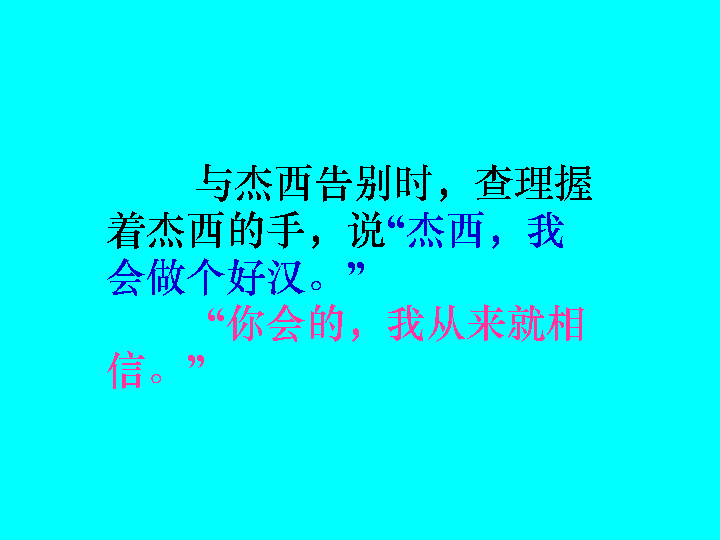 与杰西告别时，查理握
着杰西的手，说“杰西，我
会做个好汉。”
“你会的，我从来就相
信。”